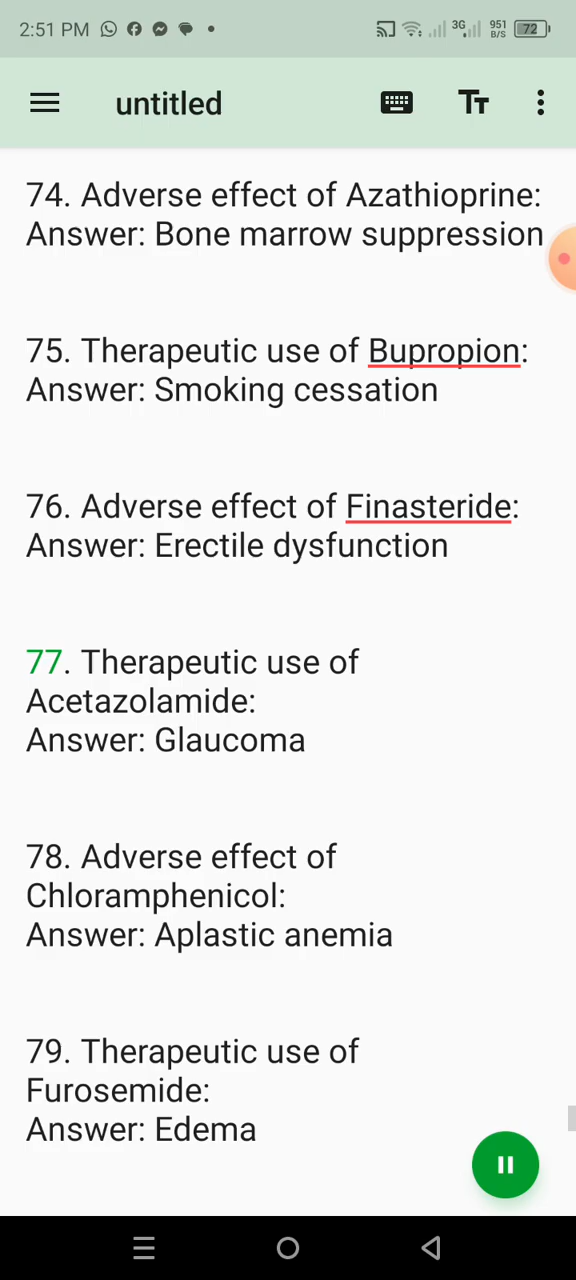 2:51 PM
3G 951 B/S 72
untitled
74. Adverse effect of Azathioprine:
Answer: Bone marrow suppression
75. Therapeutic use of Bupropion:
Answer: Smoking cessation
76. Adverse effect of Finasteride:
Answer: Erectile dysfunction
77. Therapeutic use of
Acetazolamide:
Answer: Glaucoma
78. Adverse effect of
Chloramphenicol:
Answer: Aplastic anemia
79. Therapeutic use of
Furosemide:
Answer: Edema